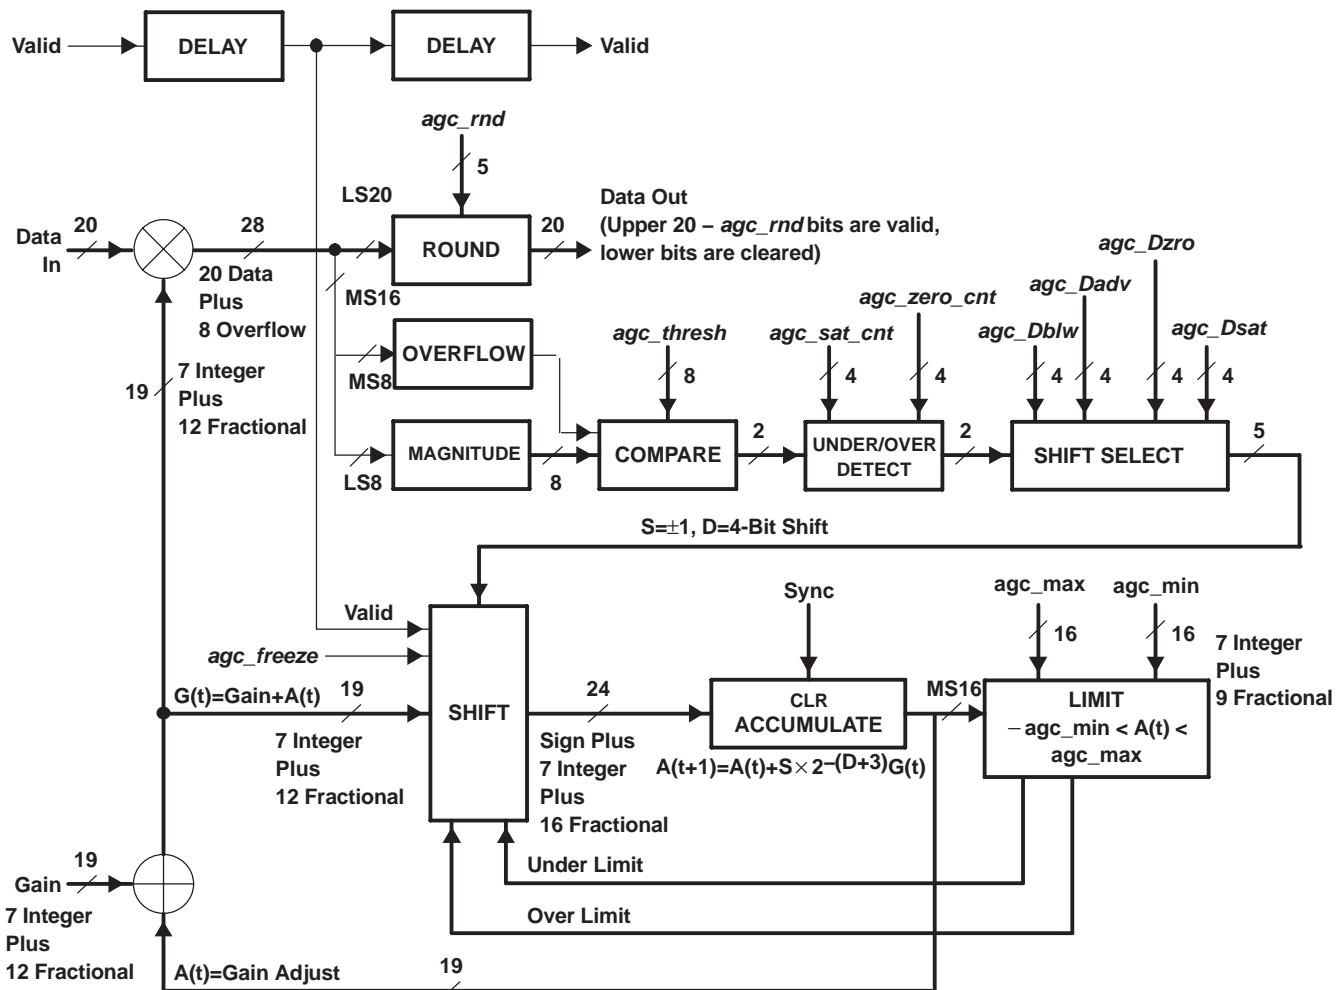 Valid
DELAY
DELAY
Valid
agc_rnd
5
LS20
Data
In
20
28
20 Data
Plus
8 Overflow
ROUND
20
Data Out
(Upper 20 – agc_rnd bits are valid,
lower bits are cleared)
MS16
OVERFLOW
MS8
MAGNITUDE
LS8
8
agc_thresh
8
COMPARE
2
agc_sat_cnt
4
agc_zero_cnt
4
UNDER/OVER
DETECT
2
agc_Dblw
4
agc_Dadv
4
agc_Dzro
4
agc_Dsat
4
SHIFT SELECT
5
19
7 Integer
Plus
12 Fractional
S=±1, D=4-Bit Shift
Valid
agc_freeze
G(t)=Gain+A(t)
19
7 Integer
Plus
12 Fractional
SHIFT
24
Sign Plus
7 Integer
Plus
16 Fractional
Sync
CLR
ACCUMULATE
A(t+1)=A(t)+S×2–(D+3)G(t)
MS16
agc_max
16
agc_min
16
7 Integer
Plus
9 Fractional
LIMIT
– agc_min < A(t) <
agc_max
Under Limit
Over Limit
Gain
19
7 Integer
Plus
12 Fractional
A(t)=Gain Adjust
19